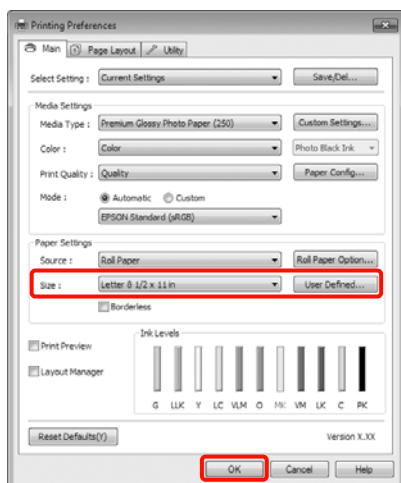 Printing Preferences
Main Page Layout Utility
Select Setting : Current Settings Save/Del...
Media Settings
Media Type : Premium Glossy Photo Paper (250) Custom Settings...
Color : Color Photo Black Ink
Print Quality : Quality Paper Config...
Mode : Automatic Custom
EPSON Standard (sRGB)
Paper Settings
Source : Roll Paper Roll Paper Option...
Size : Letter 8 1/2 x 11 in User Defined...
Borderless
Ink Levels
Print Preview
Layout Manager
G LLK Y LC VLM O MK VM LK C PK
Reset Defaults(Y) Version X.XX
OK Cancel Help